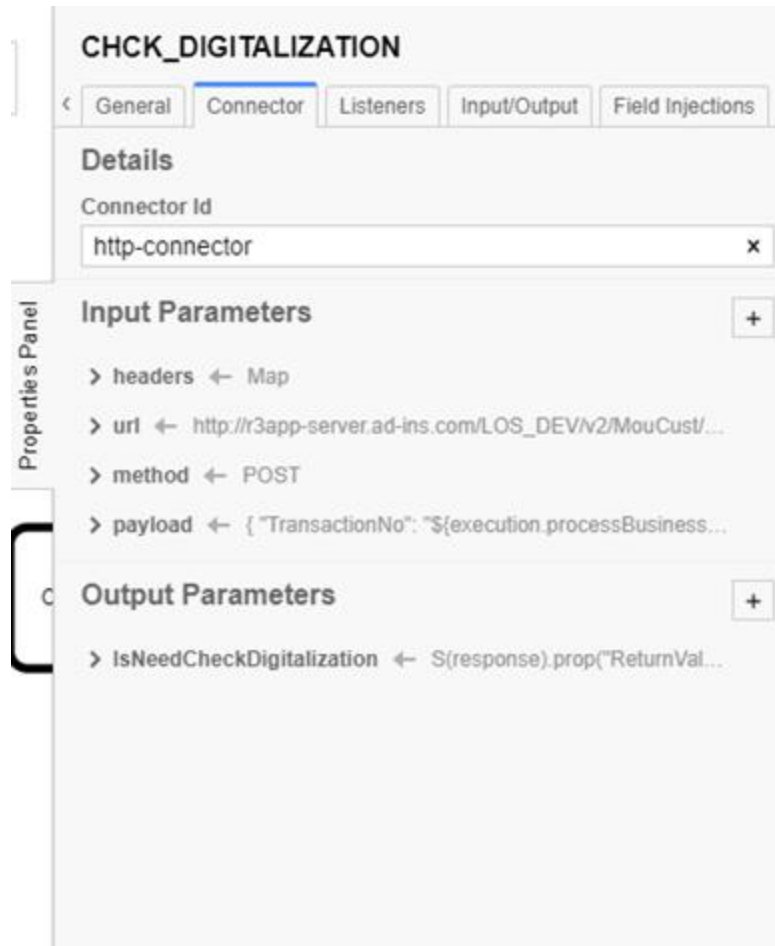 CHCK_DIGITALIZATION
General Connector Listeners Input/Output Field Injections
Details
Connector Id
http-connector
Input Parameters
headers ← Map
url ← http://r3app-server.ad-ins.com/LOS_DEV/v2/MouCust/...
method ← POST
payload ← { "TransactionNo": "${execution.processBusiness...
Output Parameters
IsNeedCheckDigitalization ← S(response).prop("ReturnVal...
Properties Panel